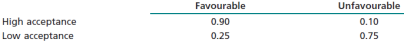 Favourable Unfavourable
High acceptance 0.90 0.10
Low acceptance 0.25 0.75